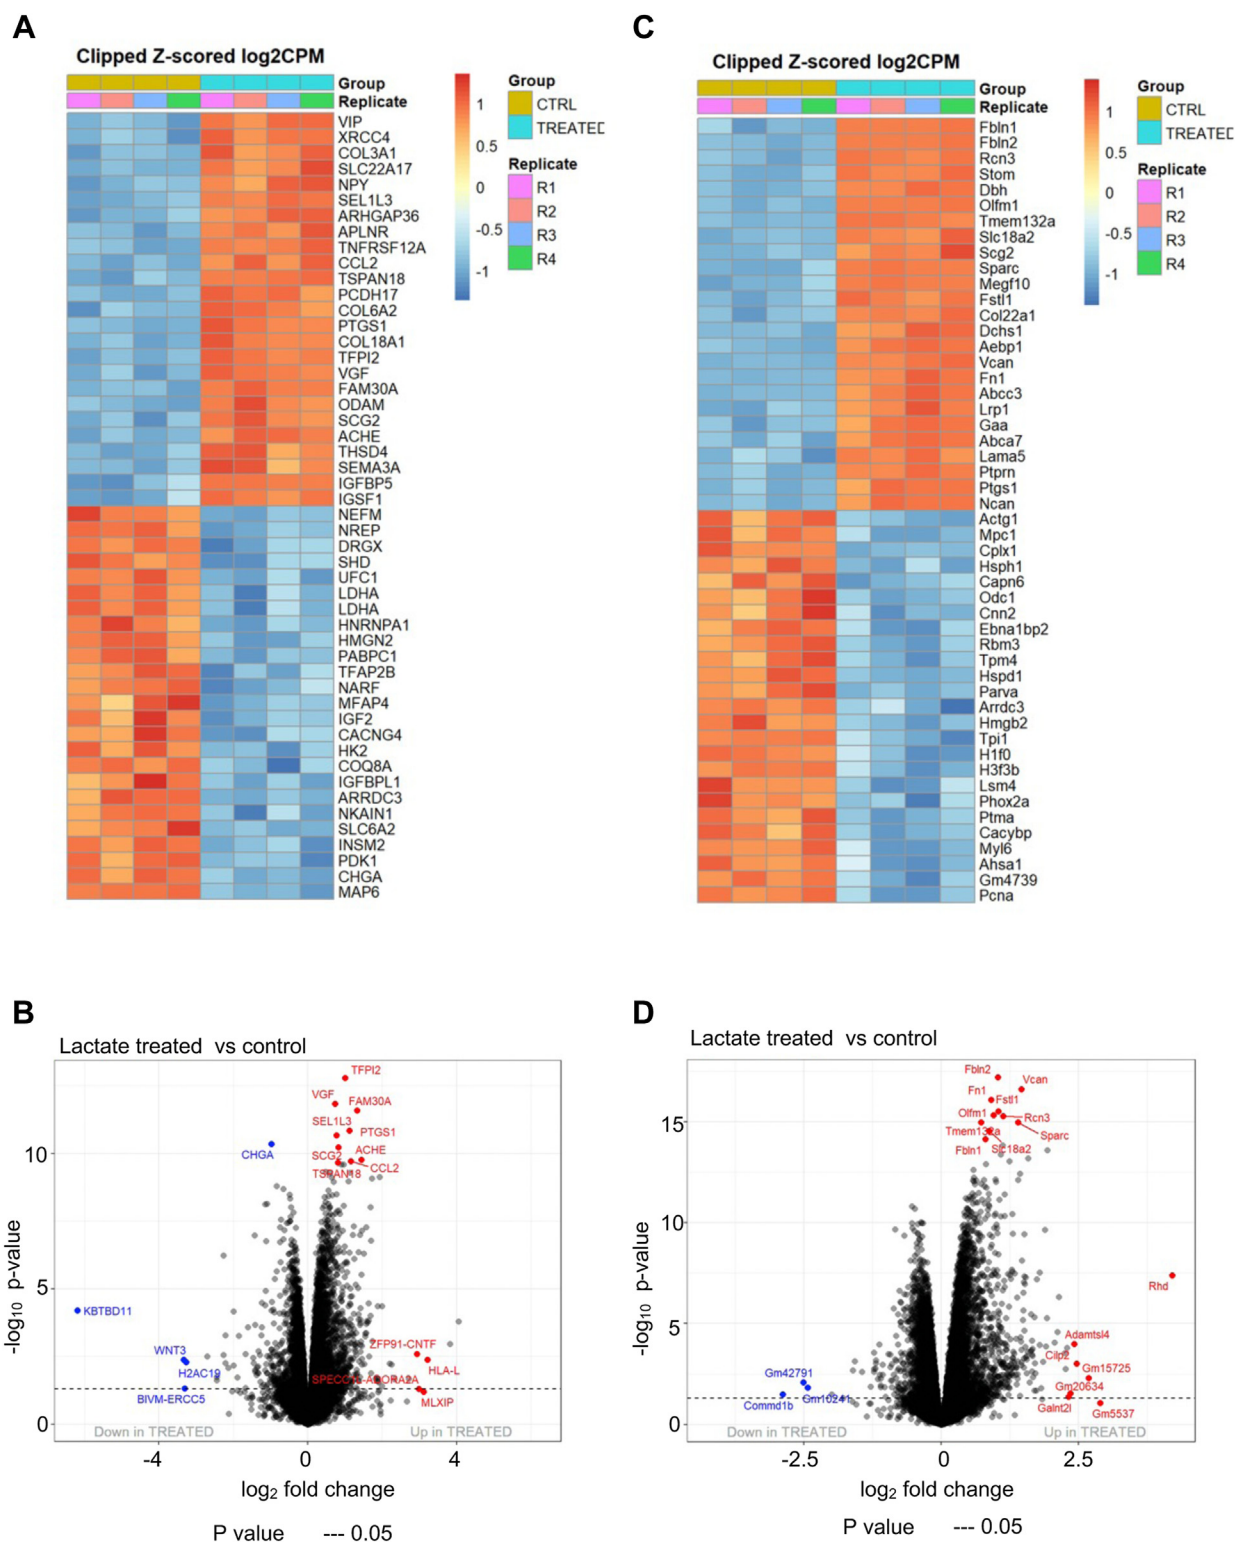 A
Clipped Z-scored log2CPM
Group
Replicate
VIP
XRCC4
COL3A1
SLC22A17
NPY
SEL1L3
ARHGAP36
APLNR
TNFRSF12A
CCL2
TSPAN18
PCDH17
COL6A2
PTGS1
COL18A1
TFPI2
VGF
FAM30A
ODAM
SCG2
ACHE
THSD4
SEMA3A
IGFBP5
IGSF1
NEFM
NREP
DRGX
SHD
UFC1
LDHA
LDHA
HNRNPA1
HMGN2
PABPC1
TFAP2B
NARF
MFAP4
IGF2
CACNG4
HK2
COQ8A
IGFBPL1
ARRDC3
NKAIN1
SLC6A2
INSM2
PDK1
CHGA
MAP6
1
0.5
0
-0.5
-1
Group
CTRL
TREATED
Replicate
R1
R2
R3
R4
C
Clipped Z-scored log2CPM
Group
Replicate
Fbln1
Fbln2
Rcn3
Stom
Dbh
Olfm1
Tmem132a
Slc18a2
Scg2
Sparc
Megf10
Fstl1
Col22a1
Dchs1
Aebp1
Vcan
Fn1
Abcc3
Lrp1
Gaa
Abca7
Lama5
Ptprn
Ptgs1
Ncan
Actg1
Mpc1
Cplx1
Hsph1
Capn6
Odc1
Cnn2
Ebna1bp2
Rbm3
Tpm4
Hspd1
Parva
Arrdc3
Hmgb2
Tpi1
H1f0
H3f3b
Lsm4
Phox2a
Ptma
Cacybp
Myl6
Ahsa1
Gm4739
Pcna
1
0.5
0
-0.5
-1
Group
CTRL
TREATED
Replicate
R1
R2
R3
R4
B
Lactate treated vs control
-log10 p-value
10
5
0
TFPI2
VGF
FAM30A
SEL1L3
PTGS1
CHGA
ACHE
SCG2
CCL2
TSPAN18
KBTBD11
WNT3
ZFP91-CNTF
H2AC19
HLA-L
BIVM-ERCC5
MLXIP
Down in TREATED
Up in TREATED
-4
0
4
log2 fold change
P value --- 0.05
D
Lactate treated vs control
-log10 p-value
15
10
5
0
Fbln2
Vcan
Fn1
Fstl1
Olfm1
Rcn3
Tmem132a
Sparc
Fbln1
Slc18a2
Rhd
Adamtsl4
Cilp2
Gm15725
Gm42791
Gm20634
Gm10241
Commd1b
Galnt2l
Gm5537
Down in TREATED
Up in TREATED
-2.5
0
2.5
log2 fold change
P value --- 0.05